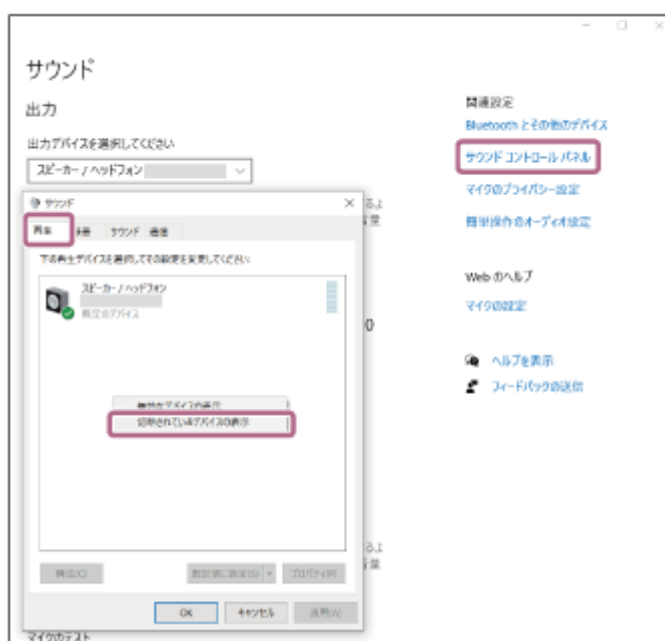 サウンド
出力
出力デバイスを選択してください
スピーカー / ヘッドフォン
関連設定
Bluetooth とその他のデバイス
サウンド コントロール パネル
マイクのプライバシー設定
簡単操作のオーディオ設定
Web のヘルプ
マイクの設定
ヘルプを表示
フィードバックの送信
サウンド
再生 録音 サウンド 通信
下の再生デバイスを選択してその設定を変更してください:
スピーカー / ヘッドフォン
既定のデバイス
無効なデバイスの表示
切断されているデバイスの表示
構成(C) 既定値に設定(S) プロパティ(P)
OK キャンセル 適用(A)
るよ
音量
0
るよ
音量
マイクのテスト